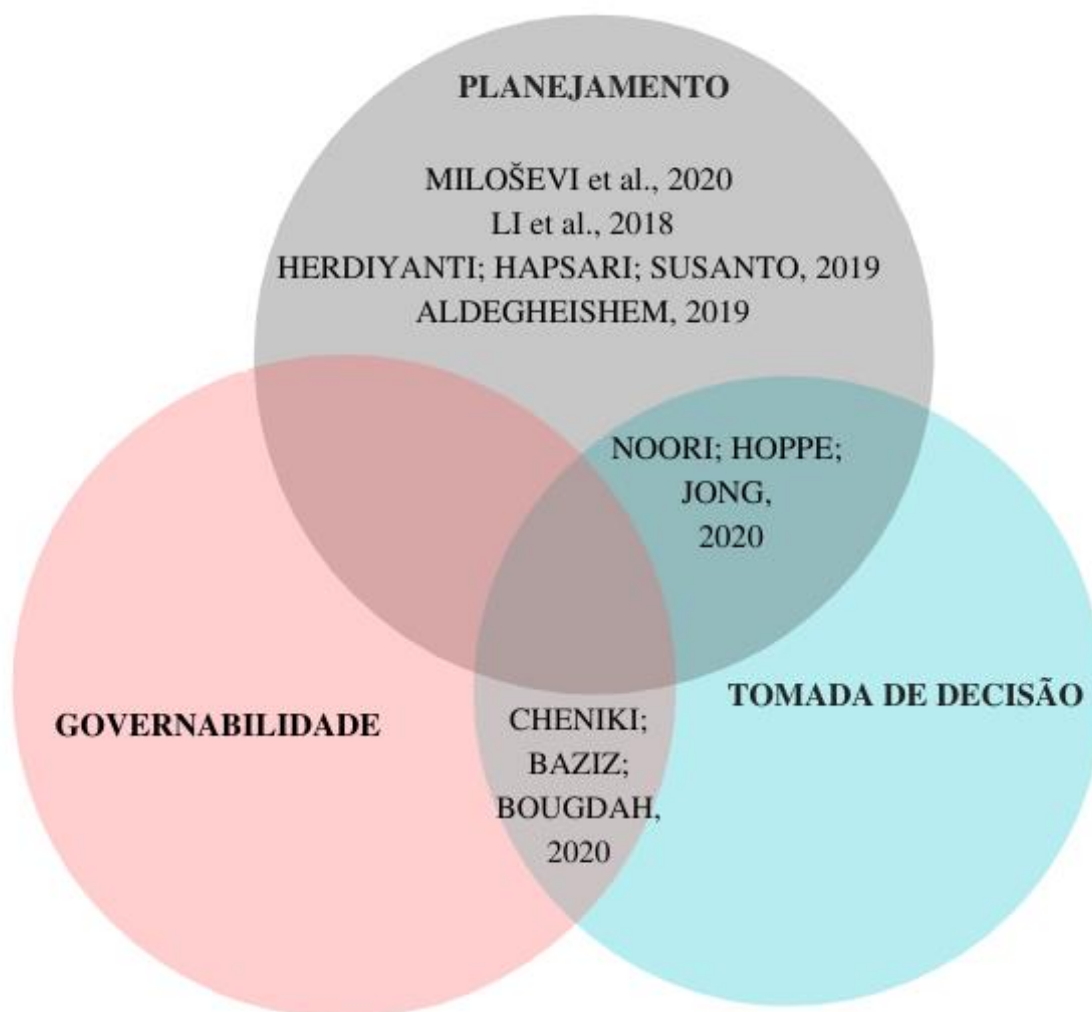 PLANEJAMENTO
MILOŠEVI et al., 2020
LI et al., 2018
HERDIYANTI; HAPSARI; SUSANTO, 2019
ALDEGHEISHEM, 2019
NOORI; HOPPE;
JONG,
2020
TOMADA DE DECISÃO
GOVERNABILIDADE
CHENIKI;
BAZIZ;
BOUGDAH,
2020